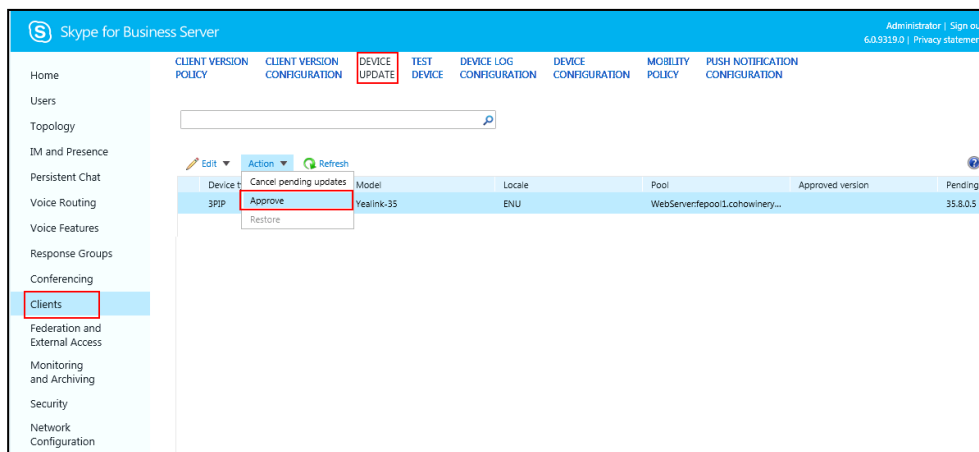 Skype for Business Server
Administrator | Sign ou
6.0.9319.0 | Privacy statemen
Home
Users
Topology
IM and Presence
Persistent Chat
Voice Routing
Voice Features
Response Groups
Conferencing
Clients
Federation and
External Access
Monitoring
and Archiving
Security
Network
Configuration
CLIENT VERSION POLICY
CLIENT VERSION CONFIGURATION
DEVICE UPDATE
TEST DEVICE
DEVICE LOG CONFIGURATION
DEVICE CONFIGURATION
MOBILITY POLICY
PUSH NOTIFICATION CONFIGURATION
Edit Action Refresh
Cancel pending updates
Approve
Restore
Device t Model Locale Pool Approved version Pending
3PIP Yealink-35 ENU WebServer:fepool1.cohowinery... 35.8.0.5